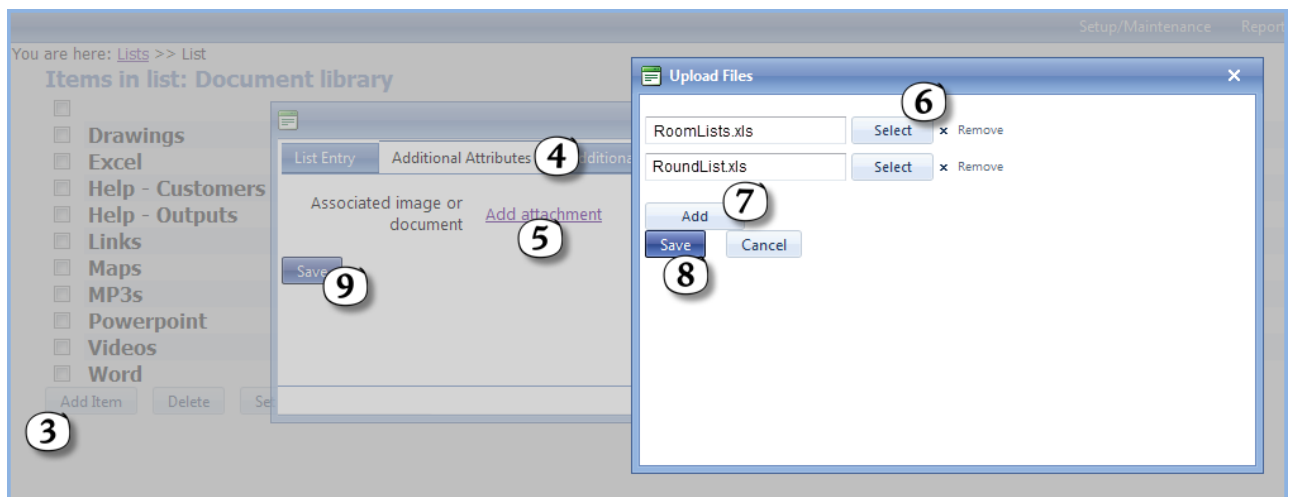 Setup/Maintenance Report
You are here: Lists >> List
Items in list: Document library
Drawings
Excel
Help - Customers
Help - Outputs
Links
Maps
MP3s
Powerpoint
Videos
Word
Add Item Delete Se
3
List Entry Additional Attributes 4 dditiona
Associated image or
document
Add attachment
5
Save
9
Upload Files
6
RoomLists.xls Select x Remove
RoundList.xls Select x Remove
7
Add
Save Cancel
8